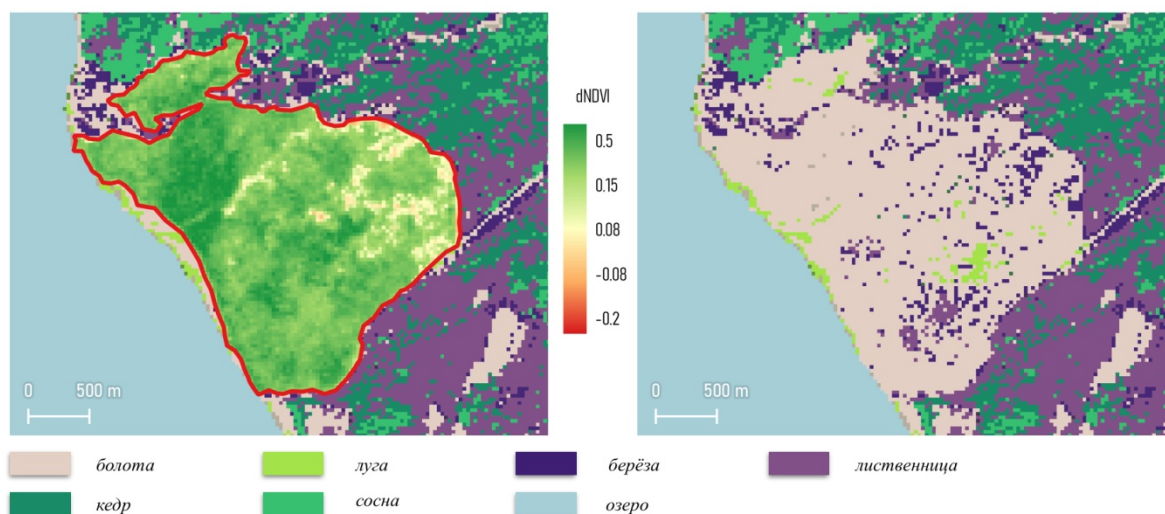 dNDVI
0.5
0.15
0.08
-0.08
-0.2
0 500 m
0 500 m
болота луга берёза лиственница
кедр сосна озеро